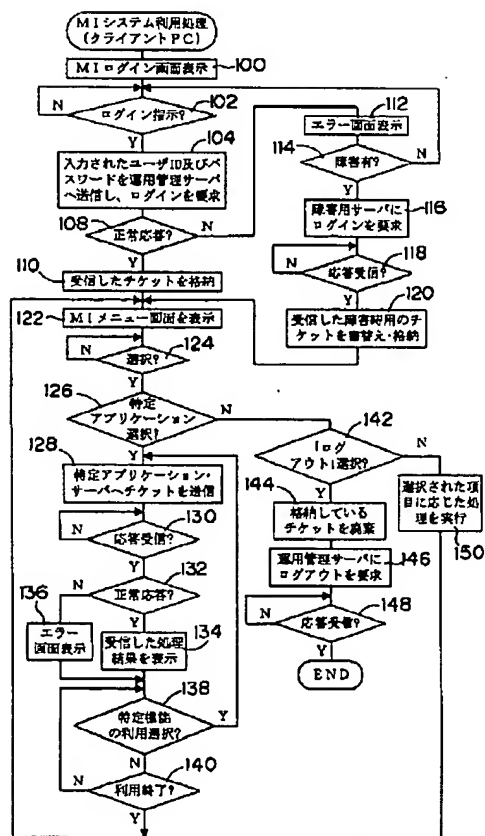 MIシステム利用処理
(クライアントPC)
MIログイン画面表示
100
N
ログイン指示?
102
Y
104
入力されたユーザID及びパ
スワードを運用管理サーバ
へ送信し、ログインを要求
108
正常応答?
N
Y
110
受信したチケットを格納
112
エラー画面表示
114
障害有?
N
Y
障害用サーバに
ログインを要求
116
118
応答受信?
N
Y
120
受信した障害時用の
チケットを書替え・格納
122
MIメニュー画面を表示
N
選択?
124
Y
126
特定
アプリケーション
選択?
N
Y
128
特定アプリケーション・
サーバへチケットを送信
130
N
応答受信?
Y
132
N
正常応答?
Y
136
エラー
画面表示
134
受信した処理
結果を表示
138
特定機能
の利用選択?
Y
N
140
N
利用終了?
Y
142
「ログ
アウト」選択?
N
Y
144
格納している
チケットを廃棄
運用管理サーバに
ログアウトを要求
146
148
N
応答受信?
Y
END
選択された項
目に応じた処
理を実行
150